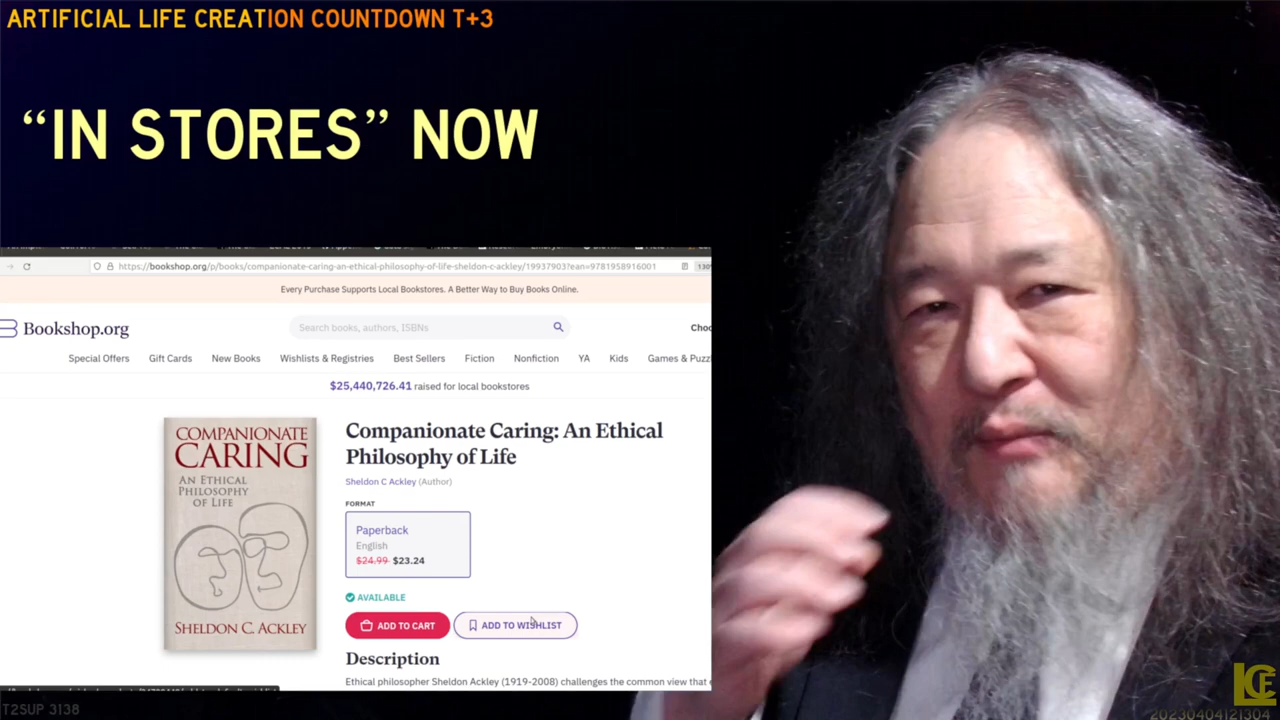 ARTIFICIAL LIFE CREATION COUNTDOWN T+3
“IN STORES” NOW
https://bookshop.org/p/books/companionate-caring-an-ethical-philosophy-of-life-sheldon-c-ackley/19937903?ean=9781958916001
Every Purchase Supports Local Bookstores. A Better Way to Buy Books Online.
Bookshop.org
Search books, authors, ISBNs
Special Offers Gift Cards New Books Wishlists & Registries Best Sellers Fiction Nonfiction YA Kids Games &
$25,440,726.41 raised for local bookstores
COMPANIONATE
CARING
AN ETHICAL
PHILOSOPHY
OF LIFE
SHELDON C. ACKLEY
Companionate Caring: An Ethical
Philosophy of Life
Sheldon C Ackley (Author)
FORMAT
Paperback
English
$24.99 $23.24
AVAILABLE
ADD TO CART ADD TO WISHLIST
Description
Ethical philosopher Sheldon Ackley (1919-2008) challenges the common view that
T2SUP 3138
20230404121304